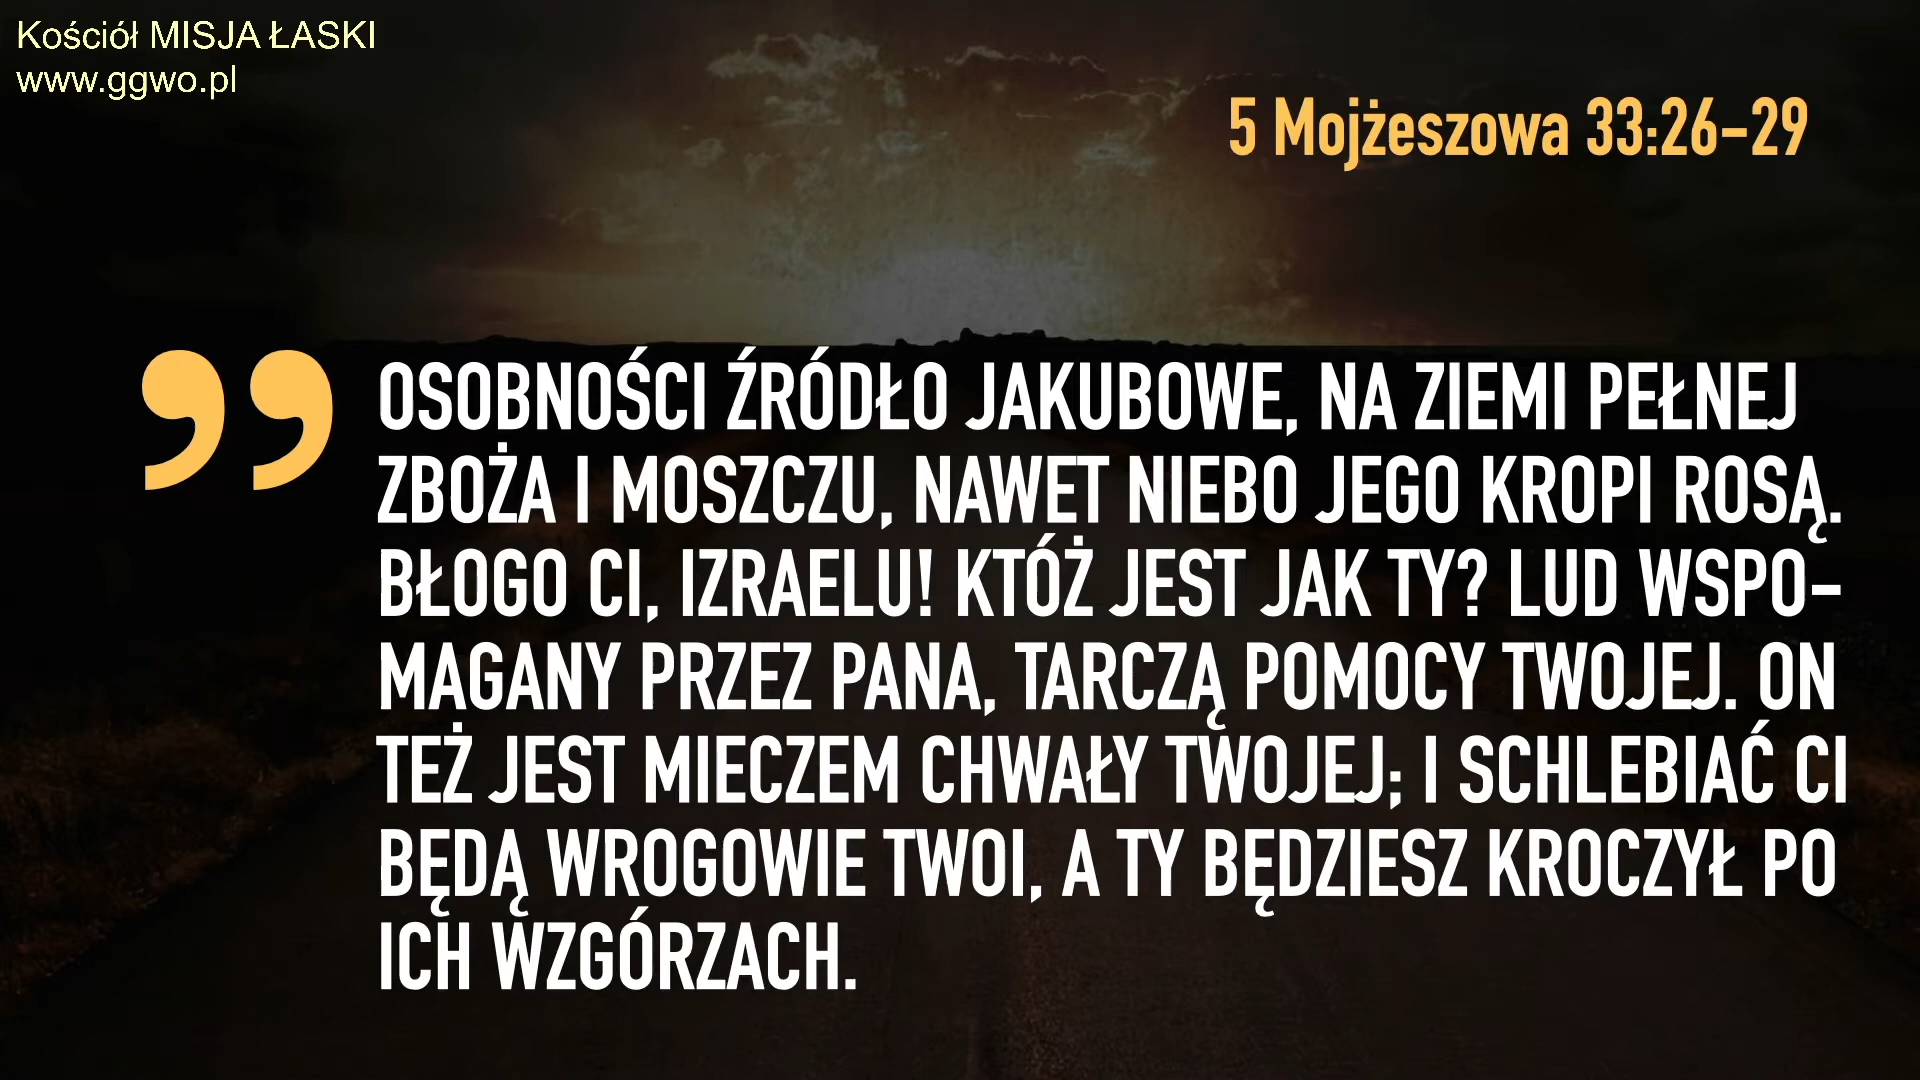 Kościół MISJA ŁASKI
www.ggwo.pl
5 Mojżeszowa 33:26-29
OSOBNOŚCI ŹRÓDŁO JAKUBOWE, NA ZIEMI PEŁNEJ
ZBOŻA I MOSZCZU, NAWET NIEBO JEGO KROPI ROSĄ.
BŁOGO CI, IZRAELU! KTÓŻ JEST JAK TY? LUD WSPO-
MAGANY PRZEZ PANA, TARCZĄ POMOCY TWOJEJ. ON
TEŻ JEST MIECZEM CHWAŁY TWOJEJ; I SCHLEBIAĆ CI
BĘDĄ WROGOWIE TWOI, A TY BĘDZIESZ KROCZYŁ PO
ICH WZGÓRZACH.